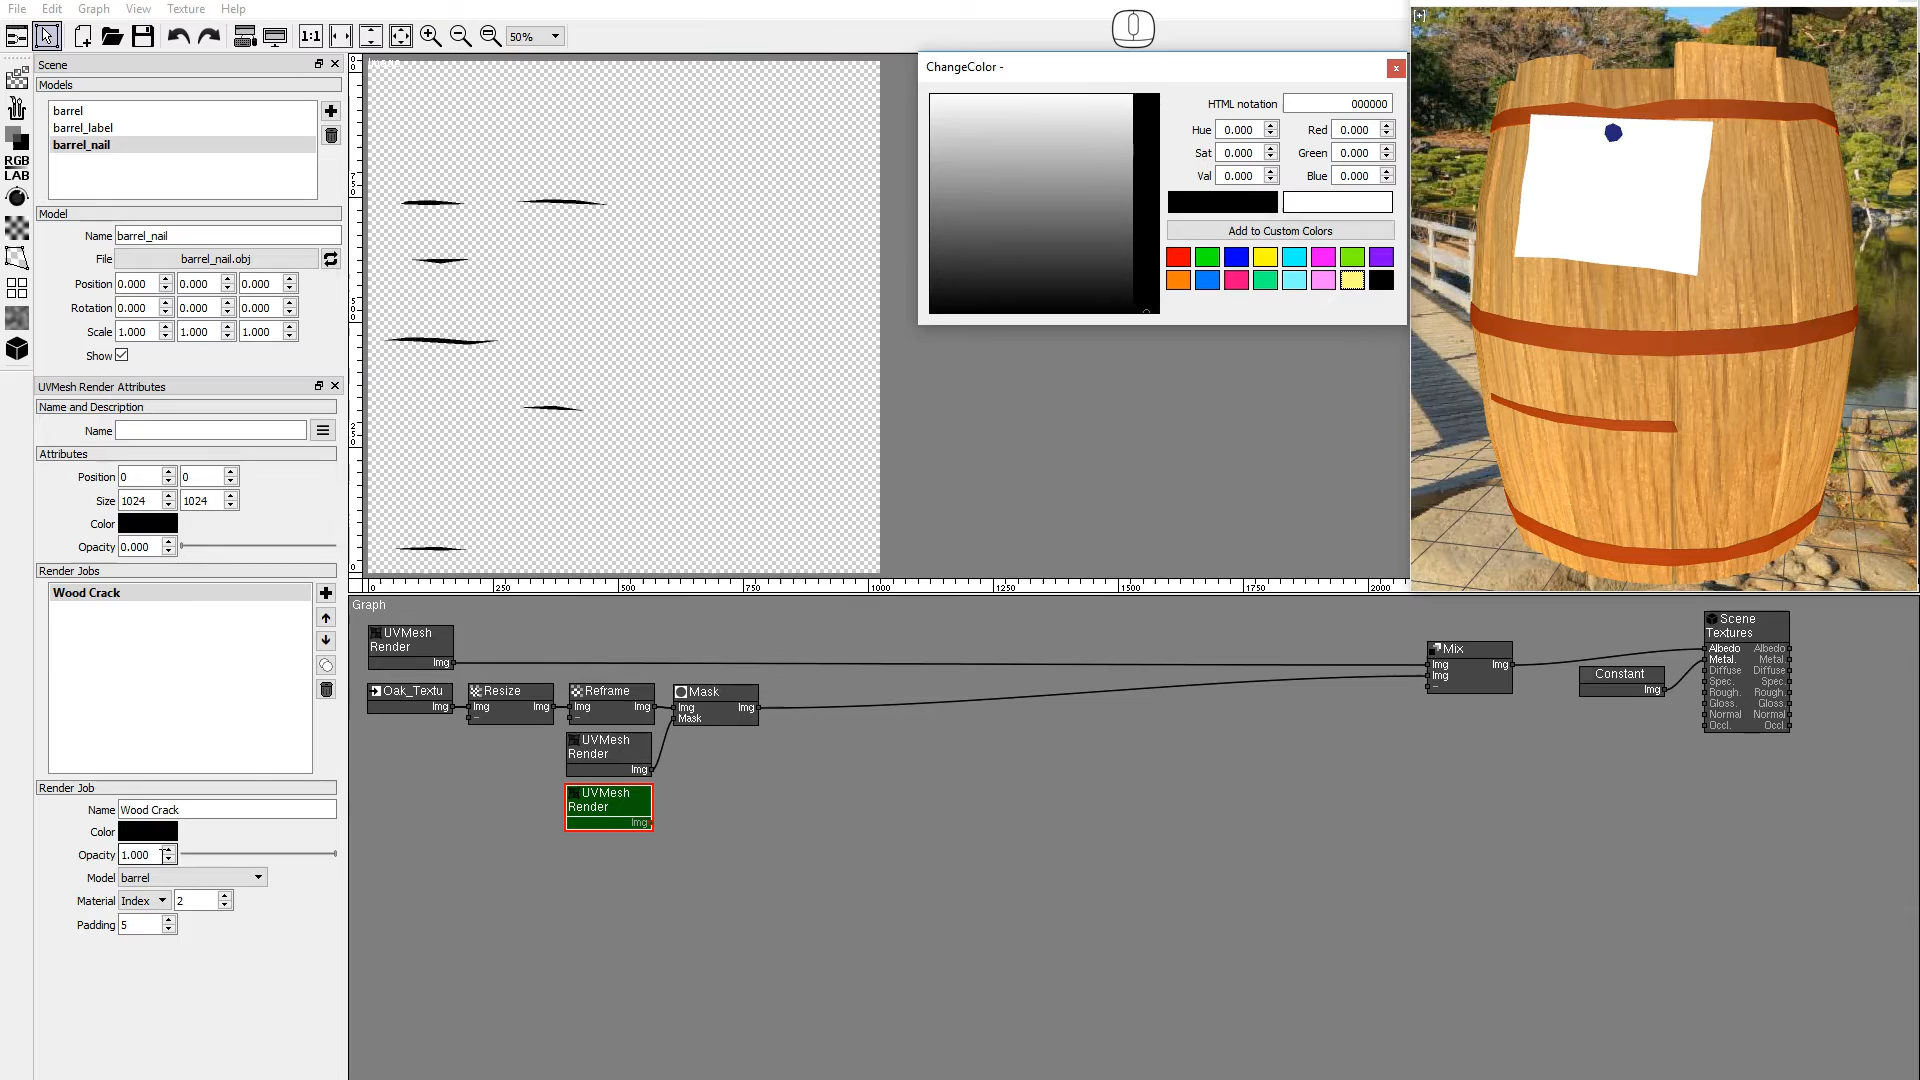 File Edit Graph View Texture Help
1:1 50%
Scene
Models
barrel
barrel_label
barrel_nail
Model
Name barrel_nail
File barrel_nail.obj
Position 0.000 0.000 0.000
Rotation 0.000 0.000 0.000
Scale 1.000 1.000 1.000
Show
RGB
LAB
UVMesh Render Attributes
Name and Description
Name
Attributes
Position 0 0
Size 1024 1024
Color
Opacity 0.000
Render Jobs
Wood Crack
Render Job
Name Wood Crack
Color
Opacity 1.000
Model barrel
Material Index 2
Padding 5
Image
0 250 500 750 1000 1250 1500 1750 2000
ChangeColor -
HTML notation 000000
Hue 0.000 Red 0.000
Sat 0.000 Green 0.000
Val 0.000 Blue 0.000
Add to Custom Colors
[+]
Graph
UVMesh
Render
Img
Oak_Textu
Img
Resize
Img Img
Reframe
Img Img
Mask
Img Img
Mask
UVMesh
Render
Img
UVMesh
Render
Img
Mix
Img Img
Img
Constant
Img
Scene
Textures
Albedo Albedo
Metal. Metal.
Diffuse Diffuse
Spec. Spec.
Rough. Rough.
Gloss. Gloss.
Normal Normal
Occl. Occl.